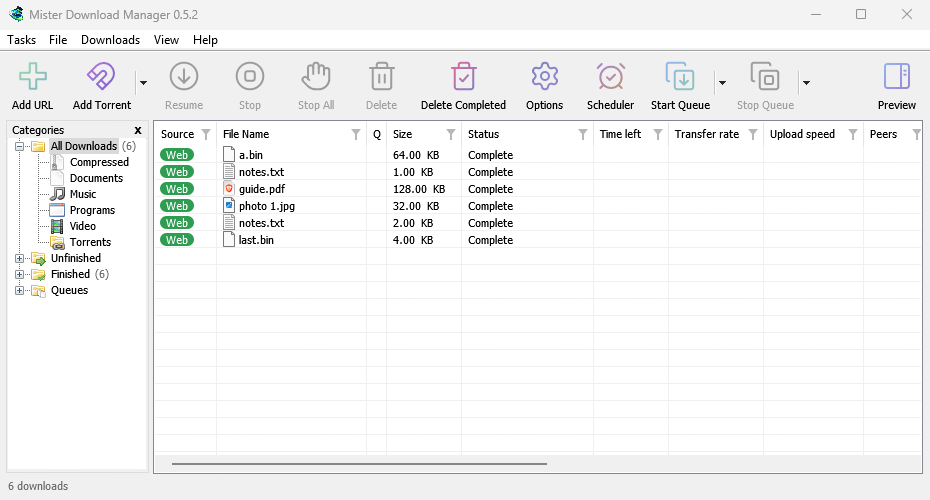 Mister Download Manager 0.5.2
Tasks File Downloads View Help
Add URL Add Torrent Resume Stop Stop All Delete Delete Completed Options Scheduler Start Queue Stop Queue Preview
Categories x
All Downloads (6)
Compressed
Documents
Music
Programs
Video
Torrents
Unfinished
Finished (6)
Queues
Source File Name Q Size Status Time left Transfer rate Upload speed Peers
Web a.bin 64.00 KB Complete
Web notes.txt 1.00 KB Complete
Web guide.pdf 128.00 KB Complete
Web photo 1.jpg 32.00 KB Complete
Web notes.txt 2.00 KB Complete
Web last.bin 4.00 KB Complete
6 downloads